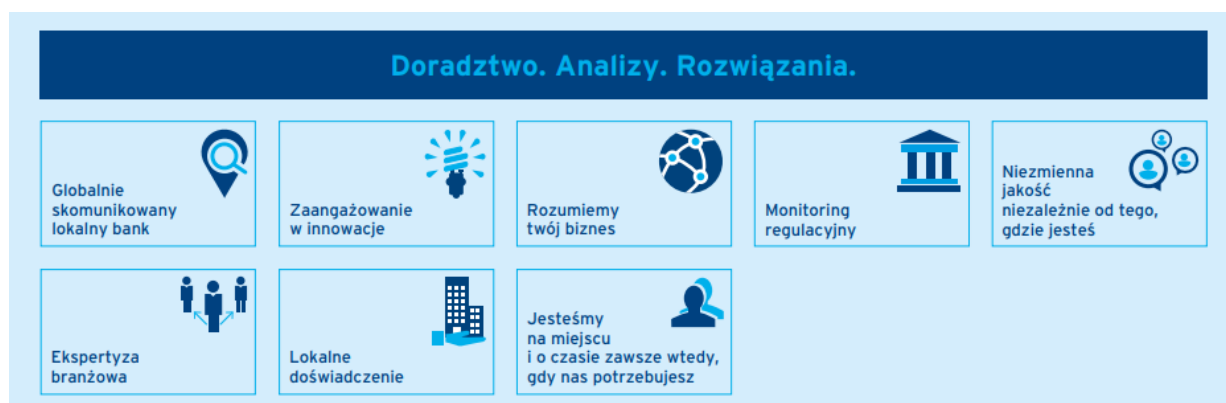 Doradztwo. Analizy. Rozwiązania.
Globalnie
skomunikowany
lokalny bank
Zaangażowanie
w innowacje
Rozumiemy
twój biznes
Monitoring
regulacyjny
Niezmienna
jakość
niezależnie od tego,
gdzie jesteś
Ekspertyza
branżowa
Lokalne
doświadczenie
Jesteśmy
na miejscu
i o czasie zawsze wtedy,
gdy nas potrzebujesz